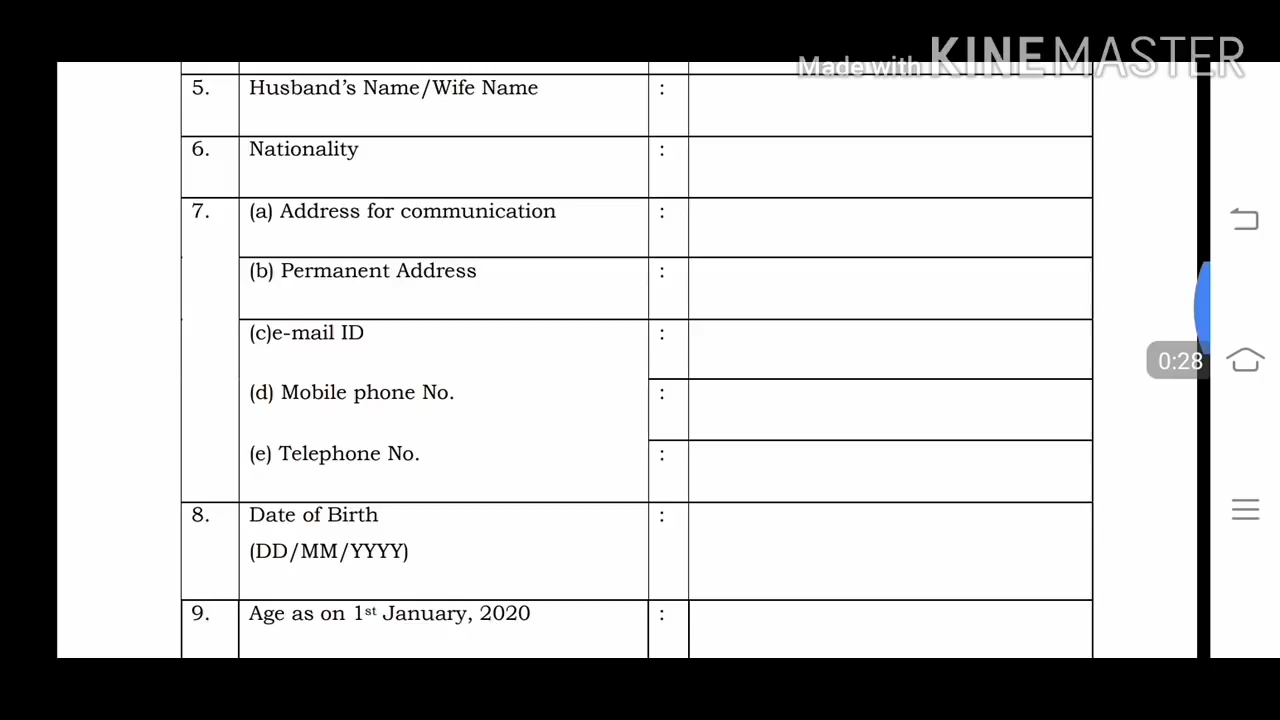 Made with KINEMASTER
5. Husband's Name/Wife Name :
6. Nationality :
7. (a) Address for communication :
(b) Permanent Address :
(c)e-mail ID :
(d) Mobile phone No. :
(e) Telephone No. :
8. Date of Birth :
(DD/MM/YYYY)
9. Age as on 1st January, 2020 :
0:28